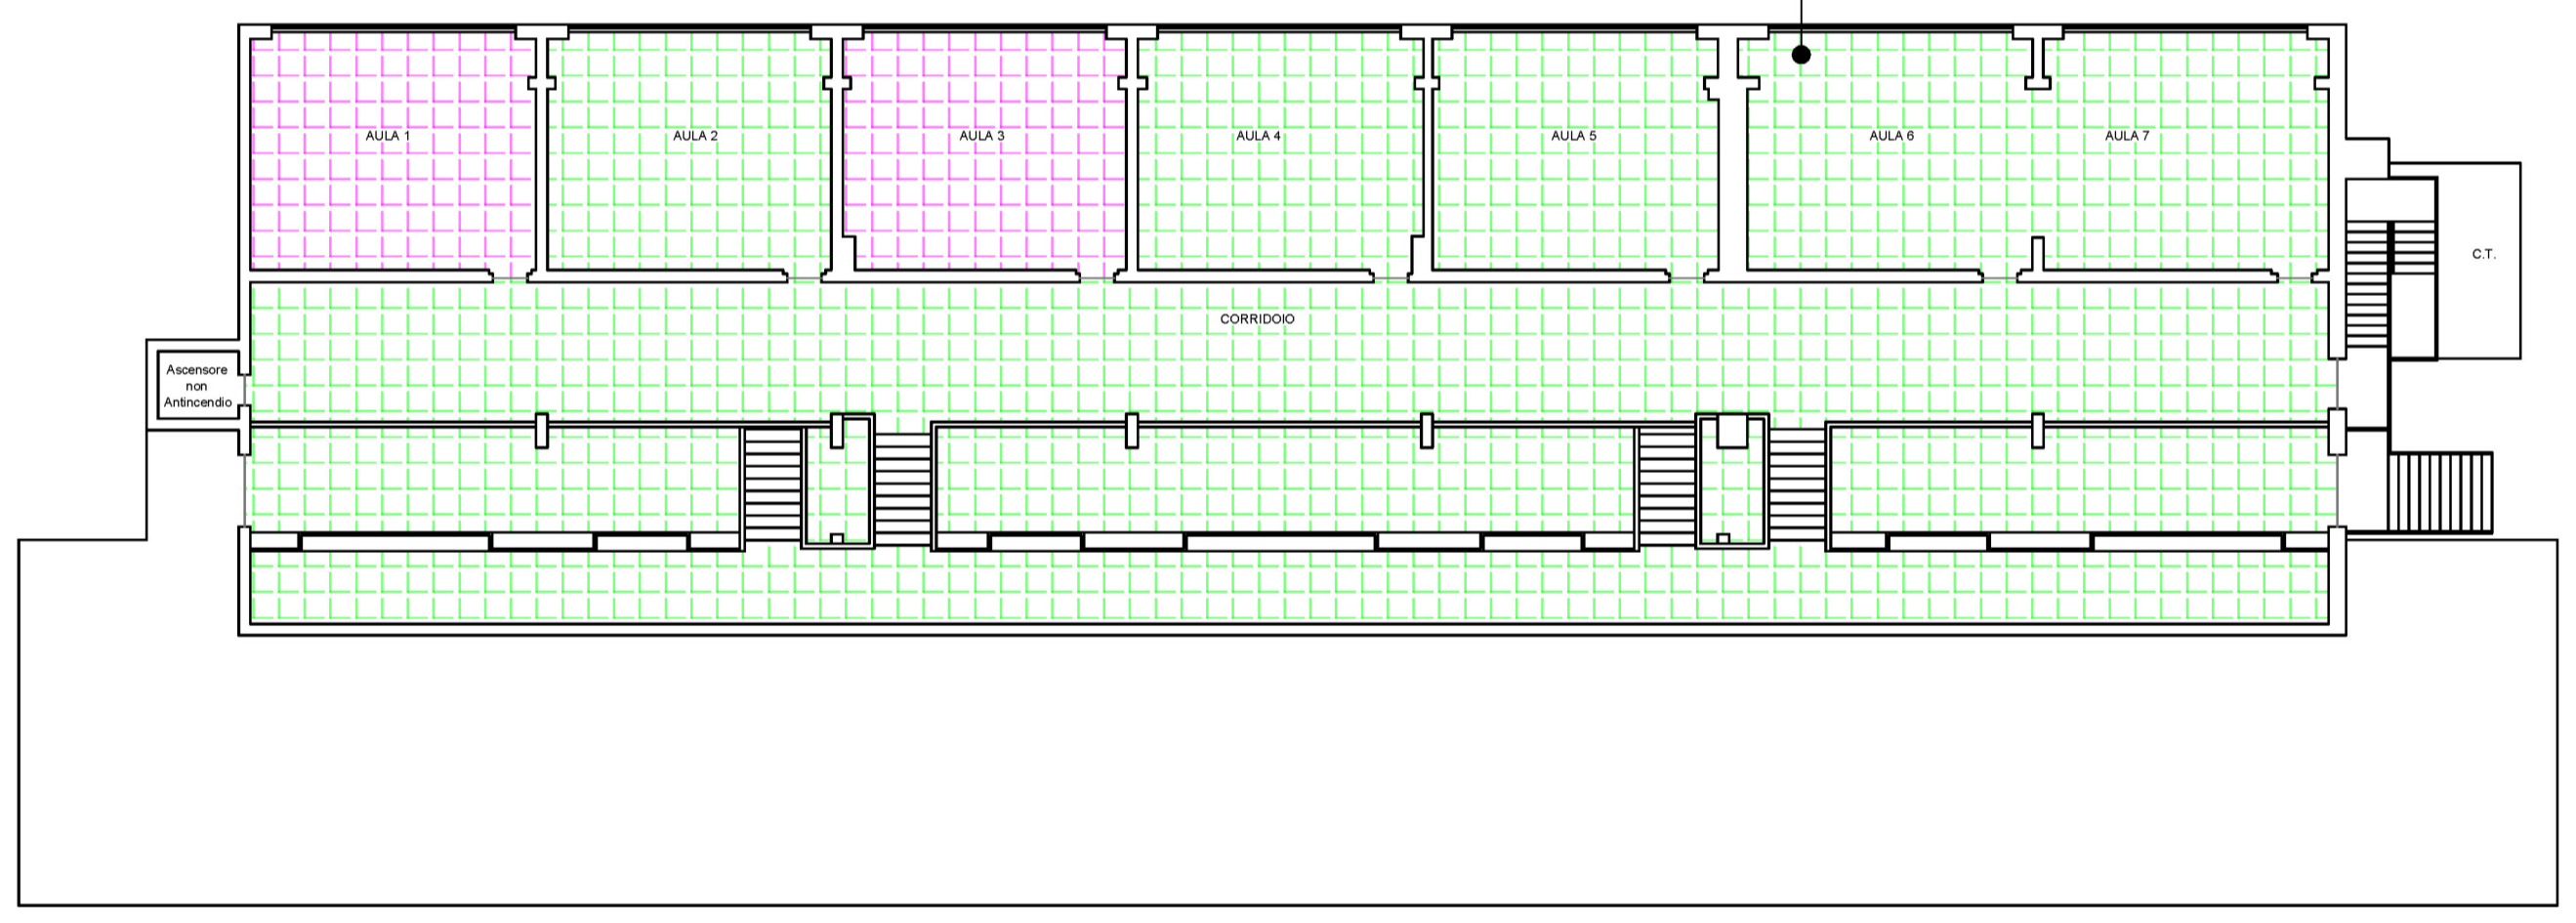 AULA 1
AULA 2
AULA 3
AULA 4
AULA 5
AULA 6
AULA 7
C.T.
CORRIDOIO
Ascensore
non
Antincendio